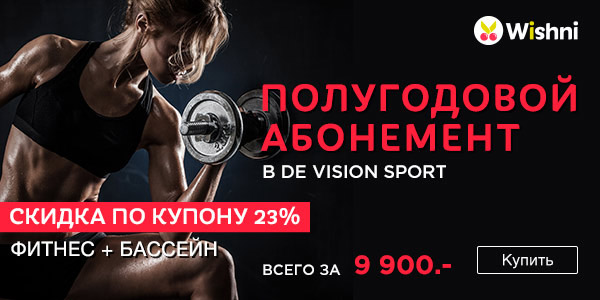 Wishni
ПОЛУГОДОВОЙ
АБОНЕМЕНТ
В DE VISION SPORT
СКИДКА ПО КУПОНУ 23%
ФИТНЕС + БАССЕЙН
ВСЕГО ЗА 9 900.-
Купить